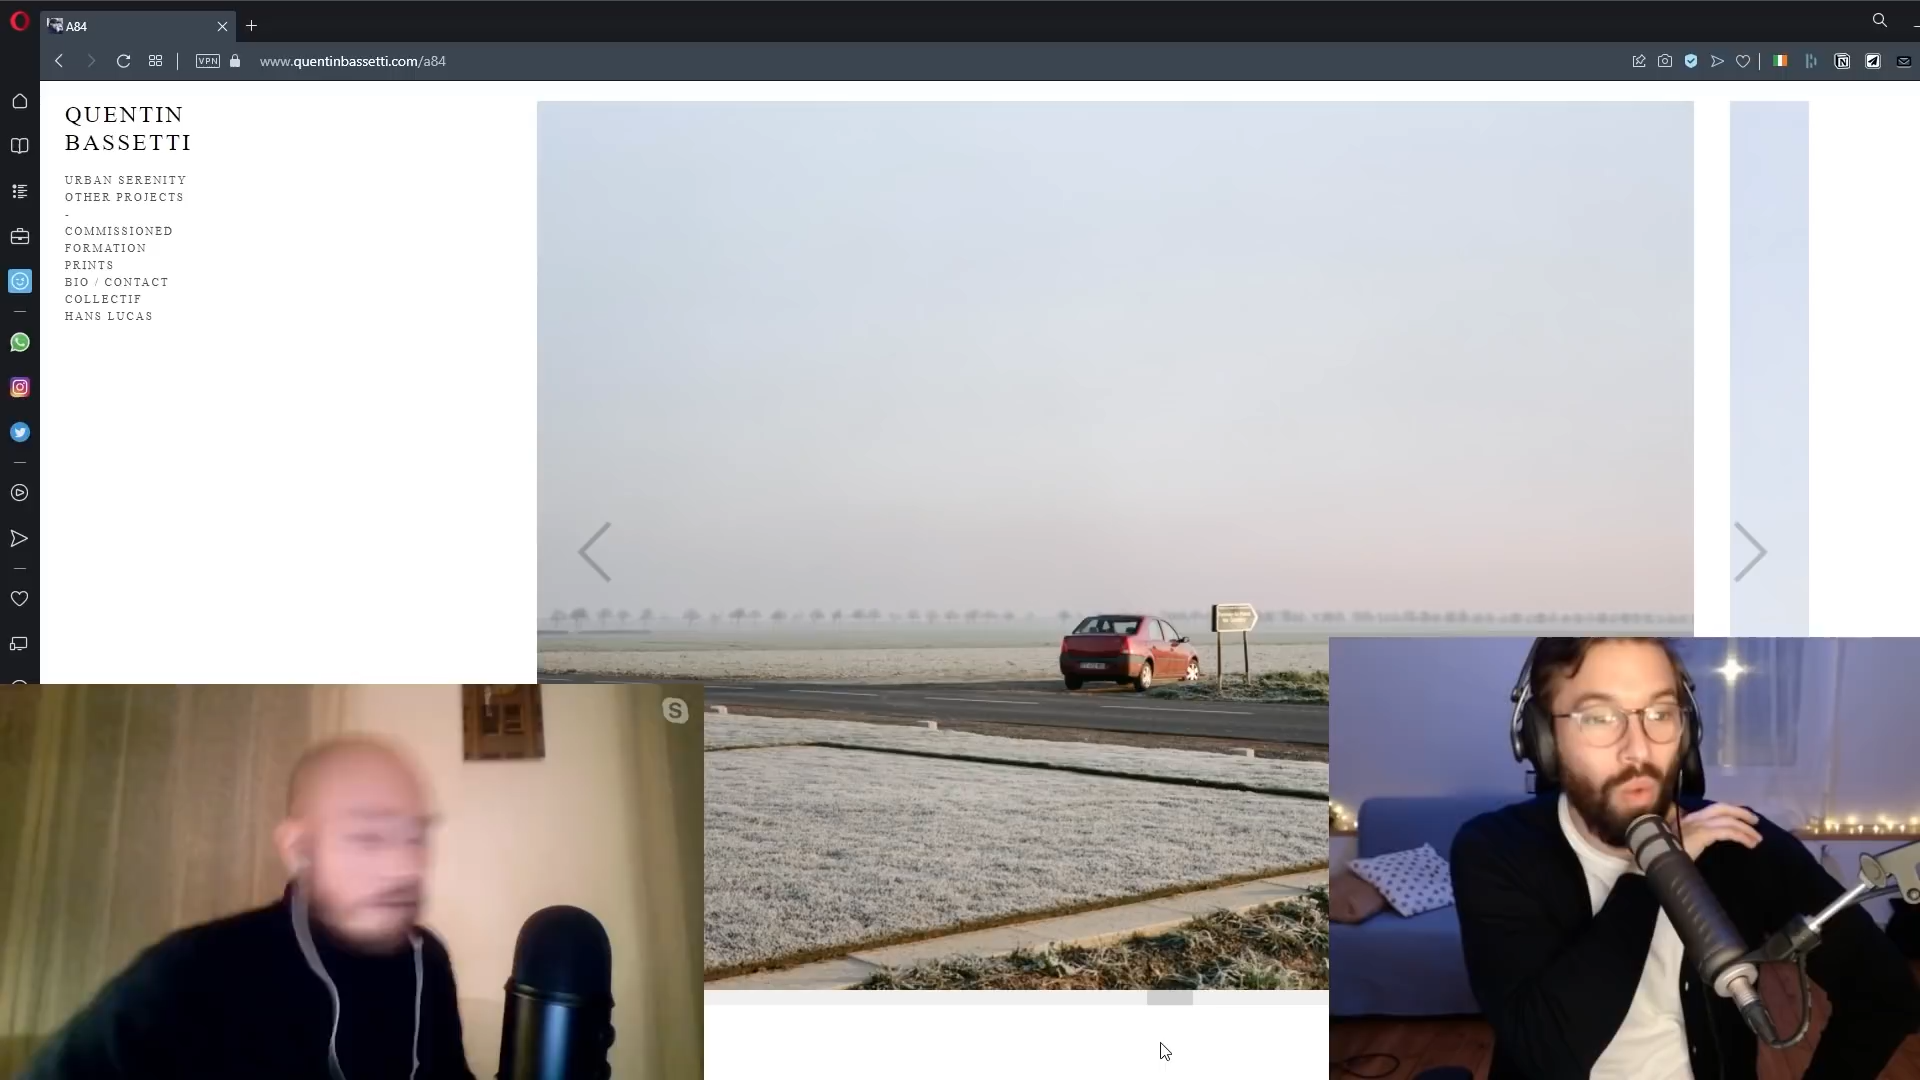 A84
VPN
www.quentinbassetti.com/a84
QUENTIN
BASSETTI
URBAN SERENITY
OTHER PROJECTS
-
COMMISSIONED
FORMATION
PRINTS
BIO / CONTACT
COLLECTIF
HANS LUCAS